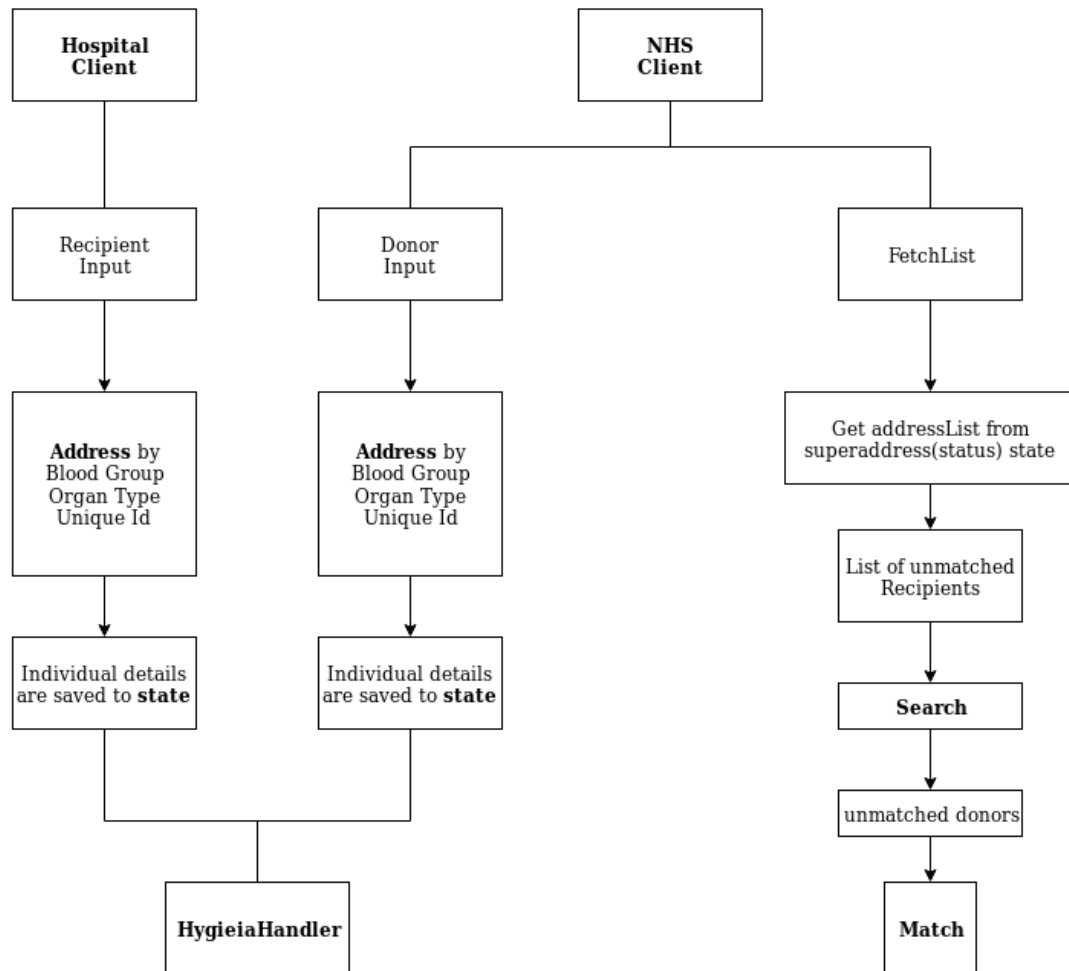 Hospital
Client
NHS
Client
Recipient
Input
Donor
Input
FetchList
Address by
Blood Group
Organ Type
Unique Id
Address by
Blood Group
Organ Type
Unique Id
Get addressList from
superaddress(status) state
List of unmatched
Recipients
Individual details
are saved to state
Individual details
are saved to state
Search
unmatched donors
HygieiaHandler
Match